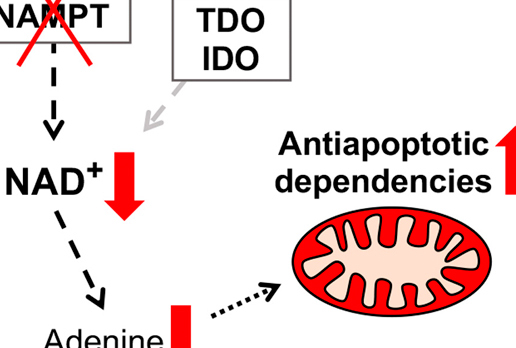 NAMPT
TDO
IDO
Antiapoptotic
dependencies
NAD+
Adenine